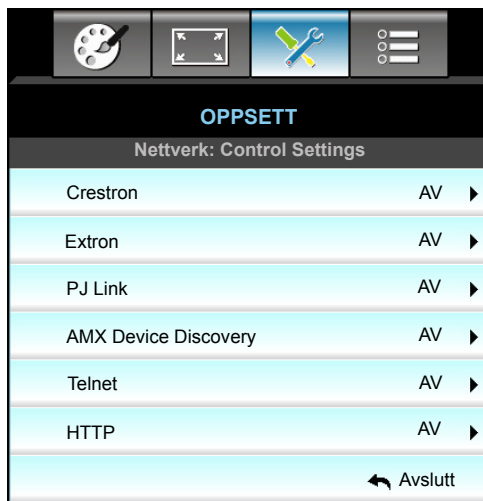 OPPSETT
Nettverk: Control Settings
Crestron AV
Extron AV
PJ Link AV
AMX Device Discovery AV
Telnet AV
HTTP AV
Avslutt